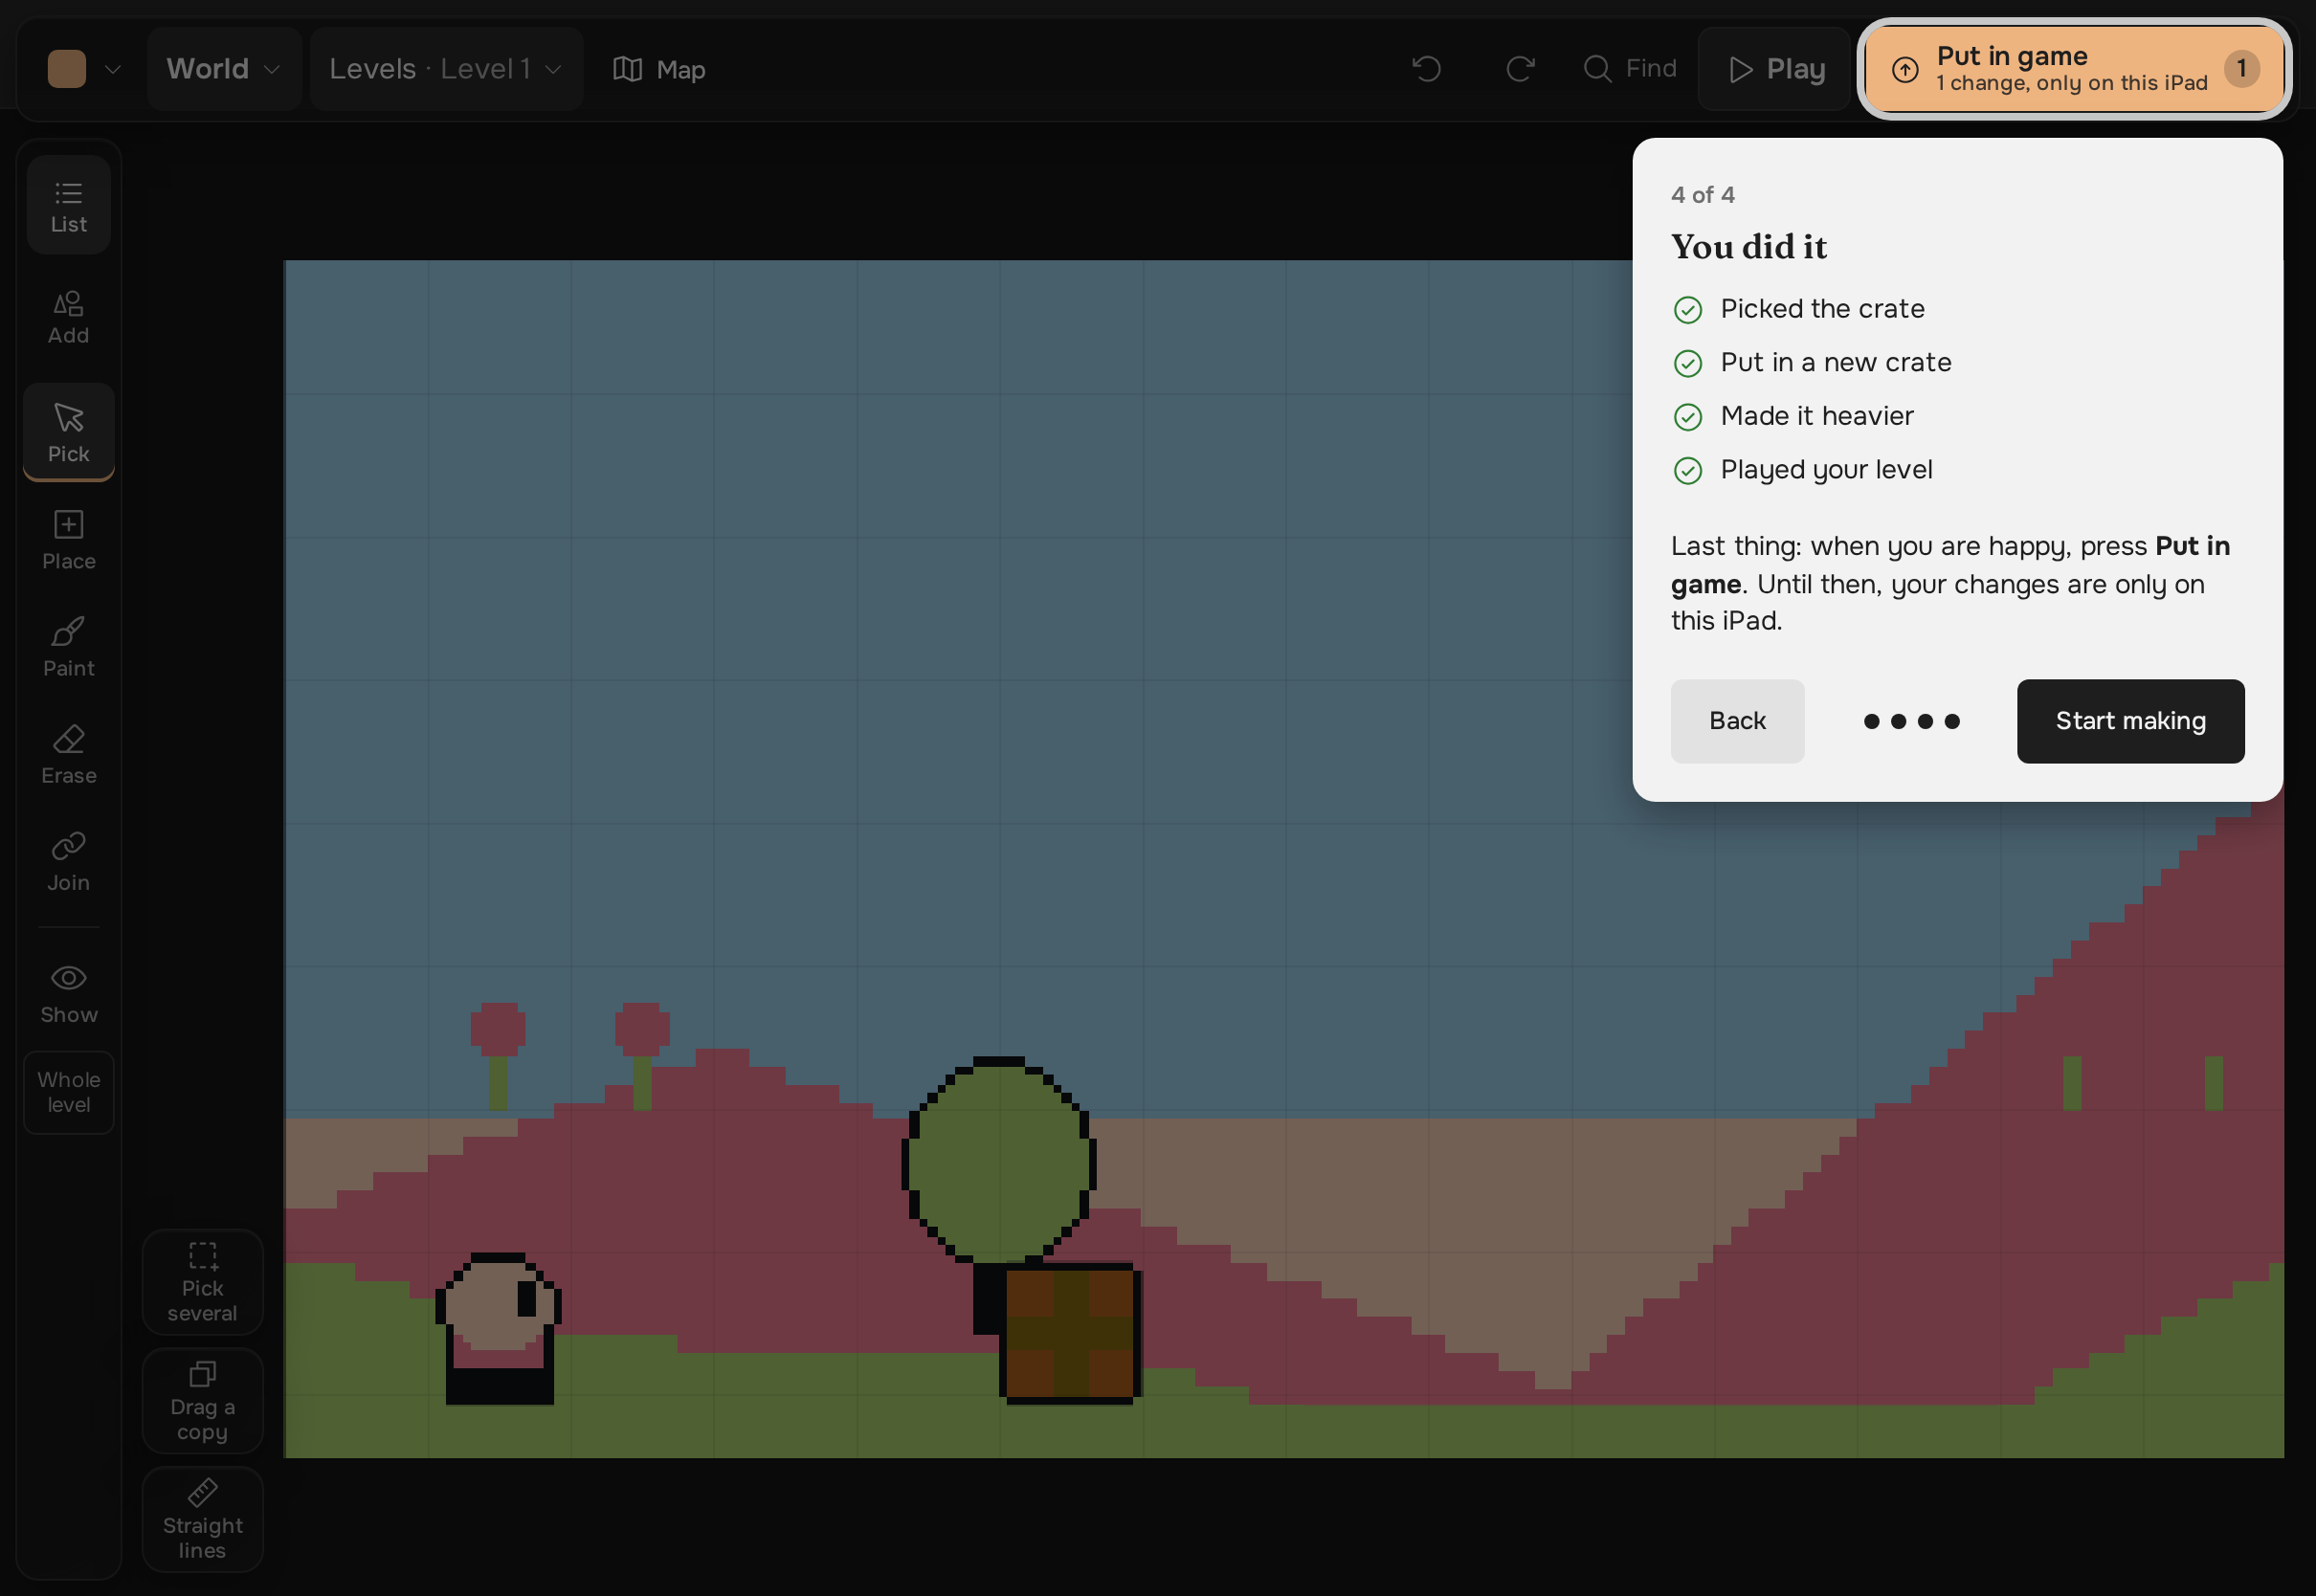 World
Levels · Level 1
Map
Find
Play
Put in game
1 change, only on this iPad
1
List
Add
Pick
Place
Paint
Erase
Join
Show
Whole
level
Pick
several
Drag a
copy
Straight
lines
4 of 4
You did it
Picked the crate
Put in a new crate
Made it heavier
Played your level
Last thing: when you are happy, press Put in
game. Until then, your changes are only on
this iPad.
Back
Start making